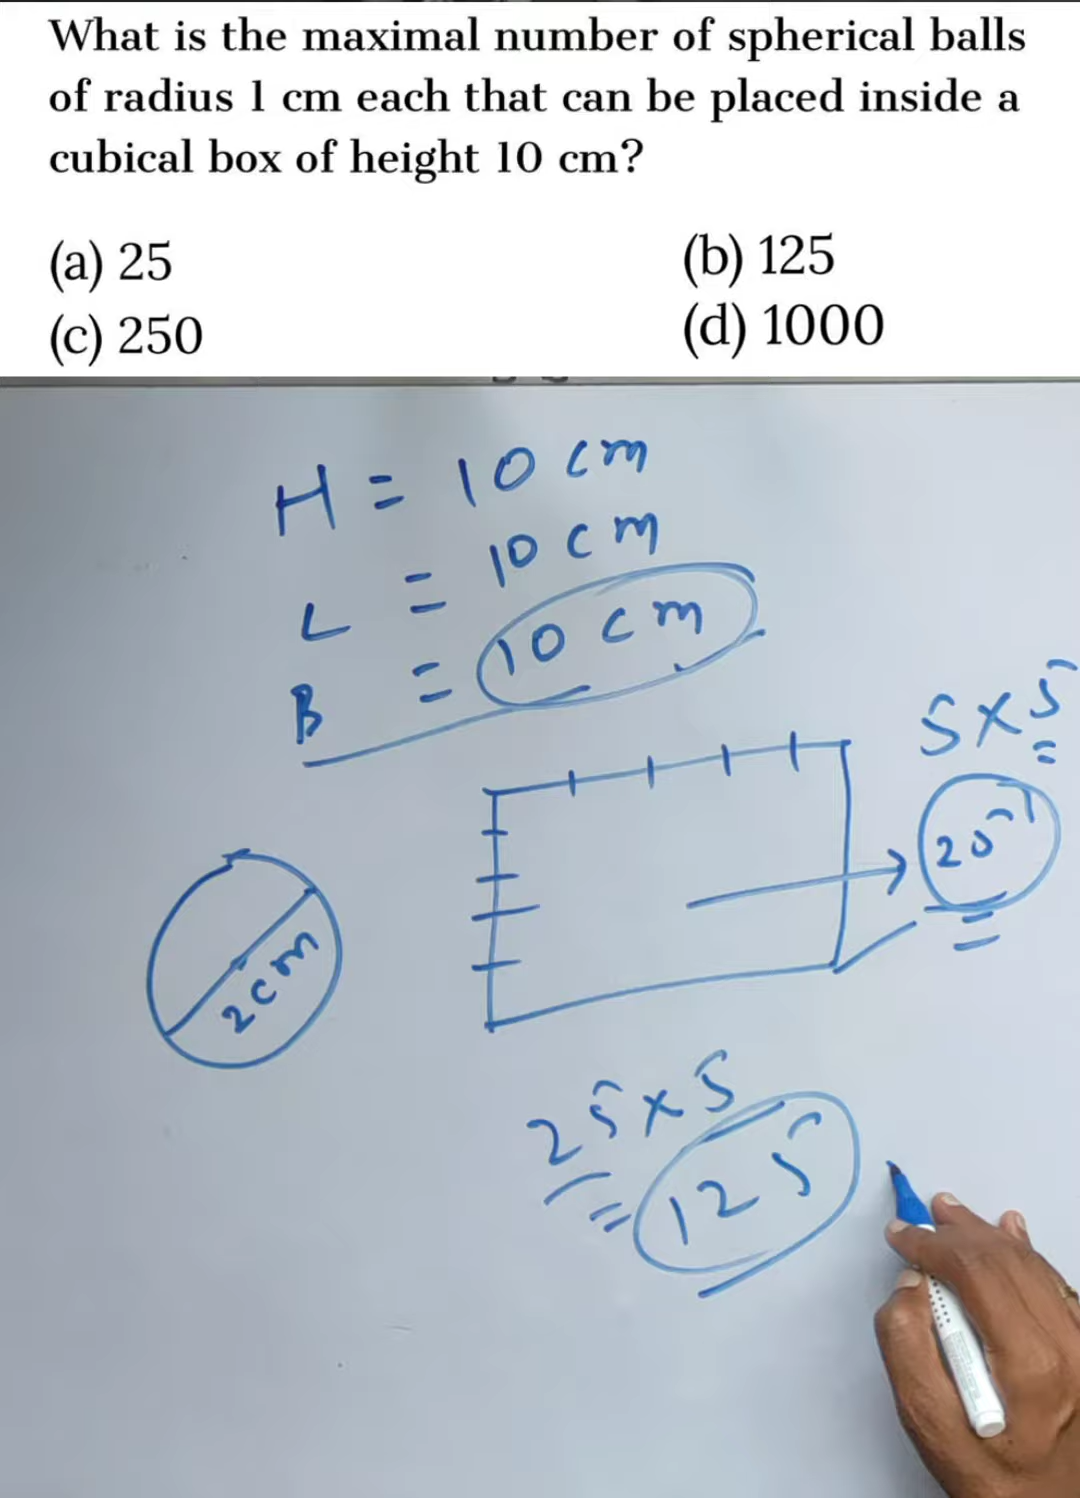 What is the maximal number of spherical balls
of radius 1 cm each that can be placed inside a
cubical box of height 10 cm?
(a) 25
(b) 125
(c) 250
(d) 1000
H = 10 cm
L = 10 cm
B = 10 cm
5 x 5
=
25
2 cm
25 x 5
= 125